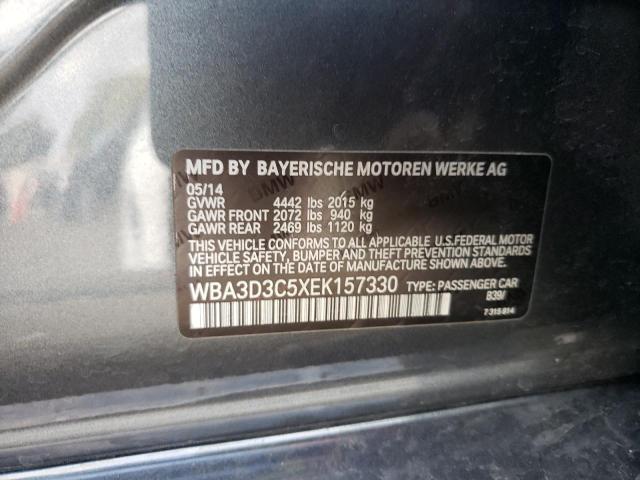 MFD BY BAYERISCHE MOTOREN WERKE AG
05/14
GVWR 4442 lbs 2015 kg
GAWR FRONT 2072 lbs 940 kg
GAWR REAR 2469 lbs 1120 kg
THIS VEHICLE CONFORMS TO ALL APPLICABLE U.S.FEDERAL MOTOR
VEHICLE SAFETY, BUMPER AND THEFT PREVENTION STANDARDS
IN EFFECT ON THE DATE OF MANUFACTURE SHOWN ABOVE.
WBA3D3C5XEK157330 TYPE: PASSENGER CAR
B39/
7315814